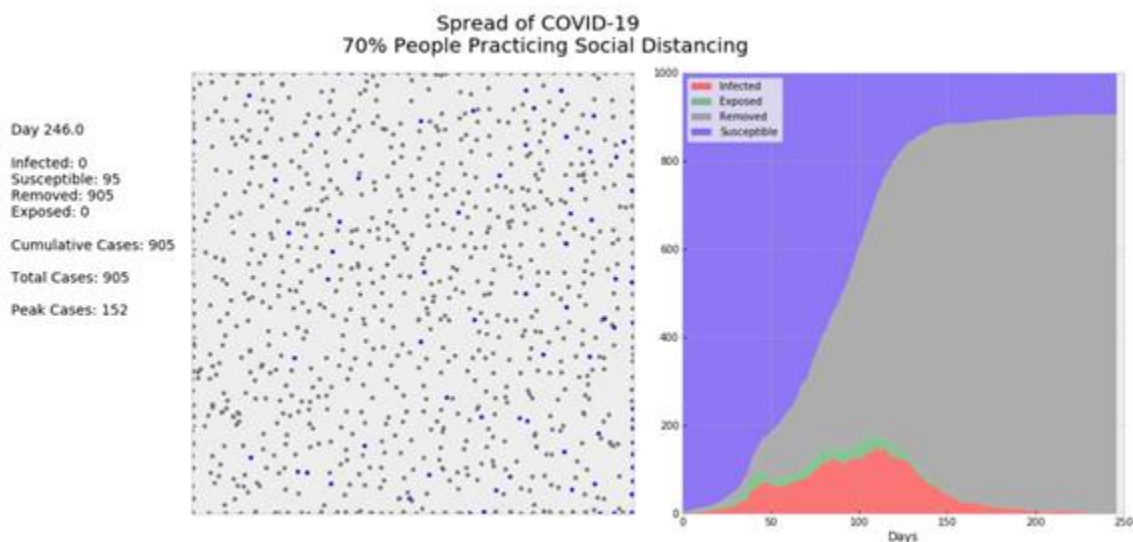 Spread of COVID-19
70% People Practicing Social Distancing
Day 246.0
Infected: 0
Susceptible: 95
Removed: 905
Exposed: 0
Cumulative Cases: 905
Total Cases: 905
Peak Cases: 152
1000
800
600
400
200
0
Infected
Exposed
Removed
Susceptible
0
50
100
150
200
250
Days